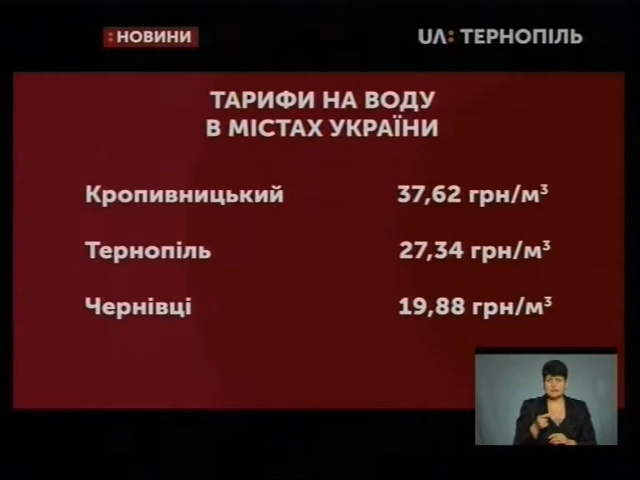 :НОВИНИ
UA: ТЕРНОПІЛЬ
ТАРИФИ НА ВОДУ
В МІСТАХ УКРАЇНИ
Кропивницький 37,62 грн/м³
Тернопіль 27,34 грн/м³
Чернівці 19,88 грн/м³